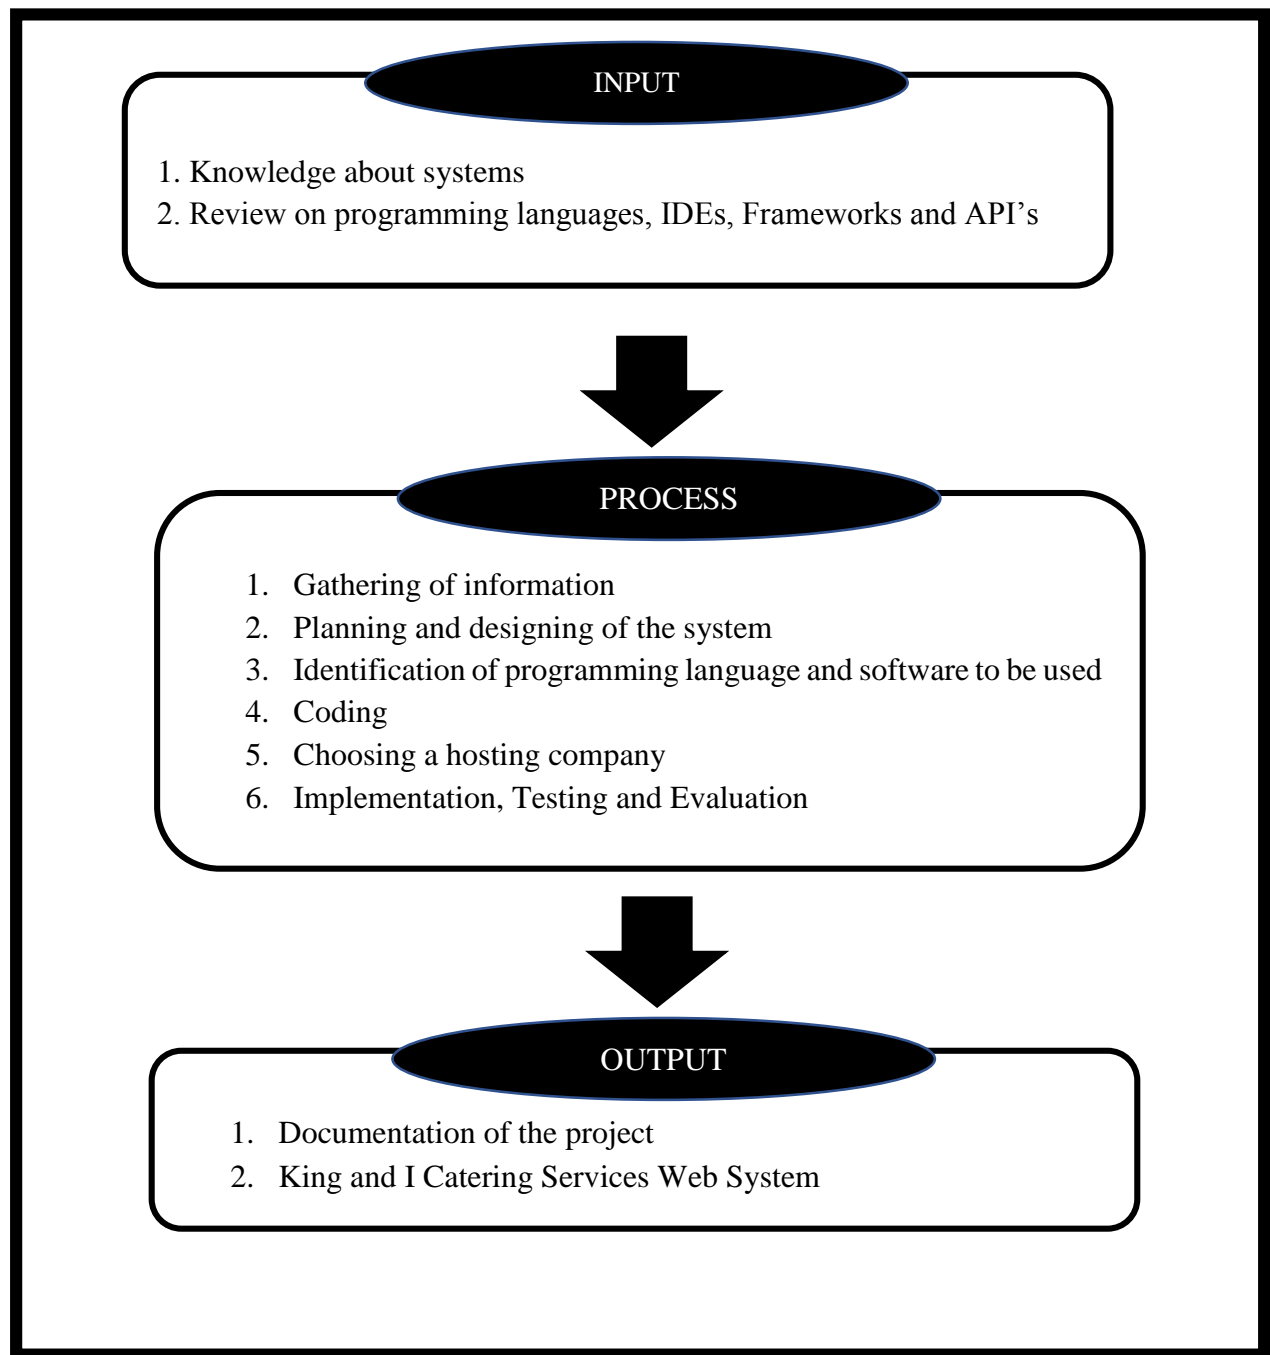 INPUT
1. Knowledge about systems
2. Review on programming languages, IDEs, Frameworks and API’s
PROCESS
1. Gathering of information
2. Planning and designing of the system
3. Identification of programming language and software to be used
4. Coding
5. Choosing a hosting company
6. Implementation, Testing and Evaluation
OUTPUT
1. Documentation of the project
2. King and I Catering Services Web System